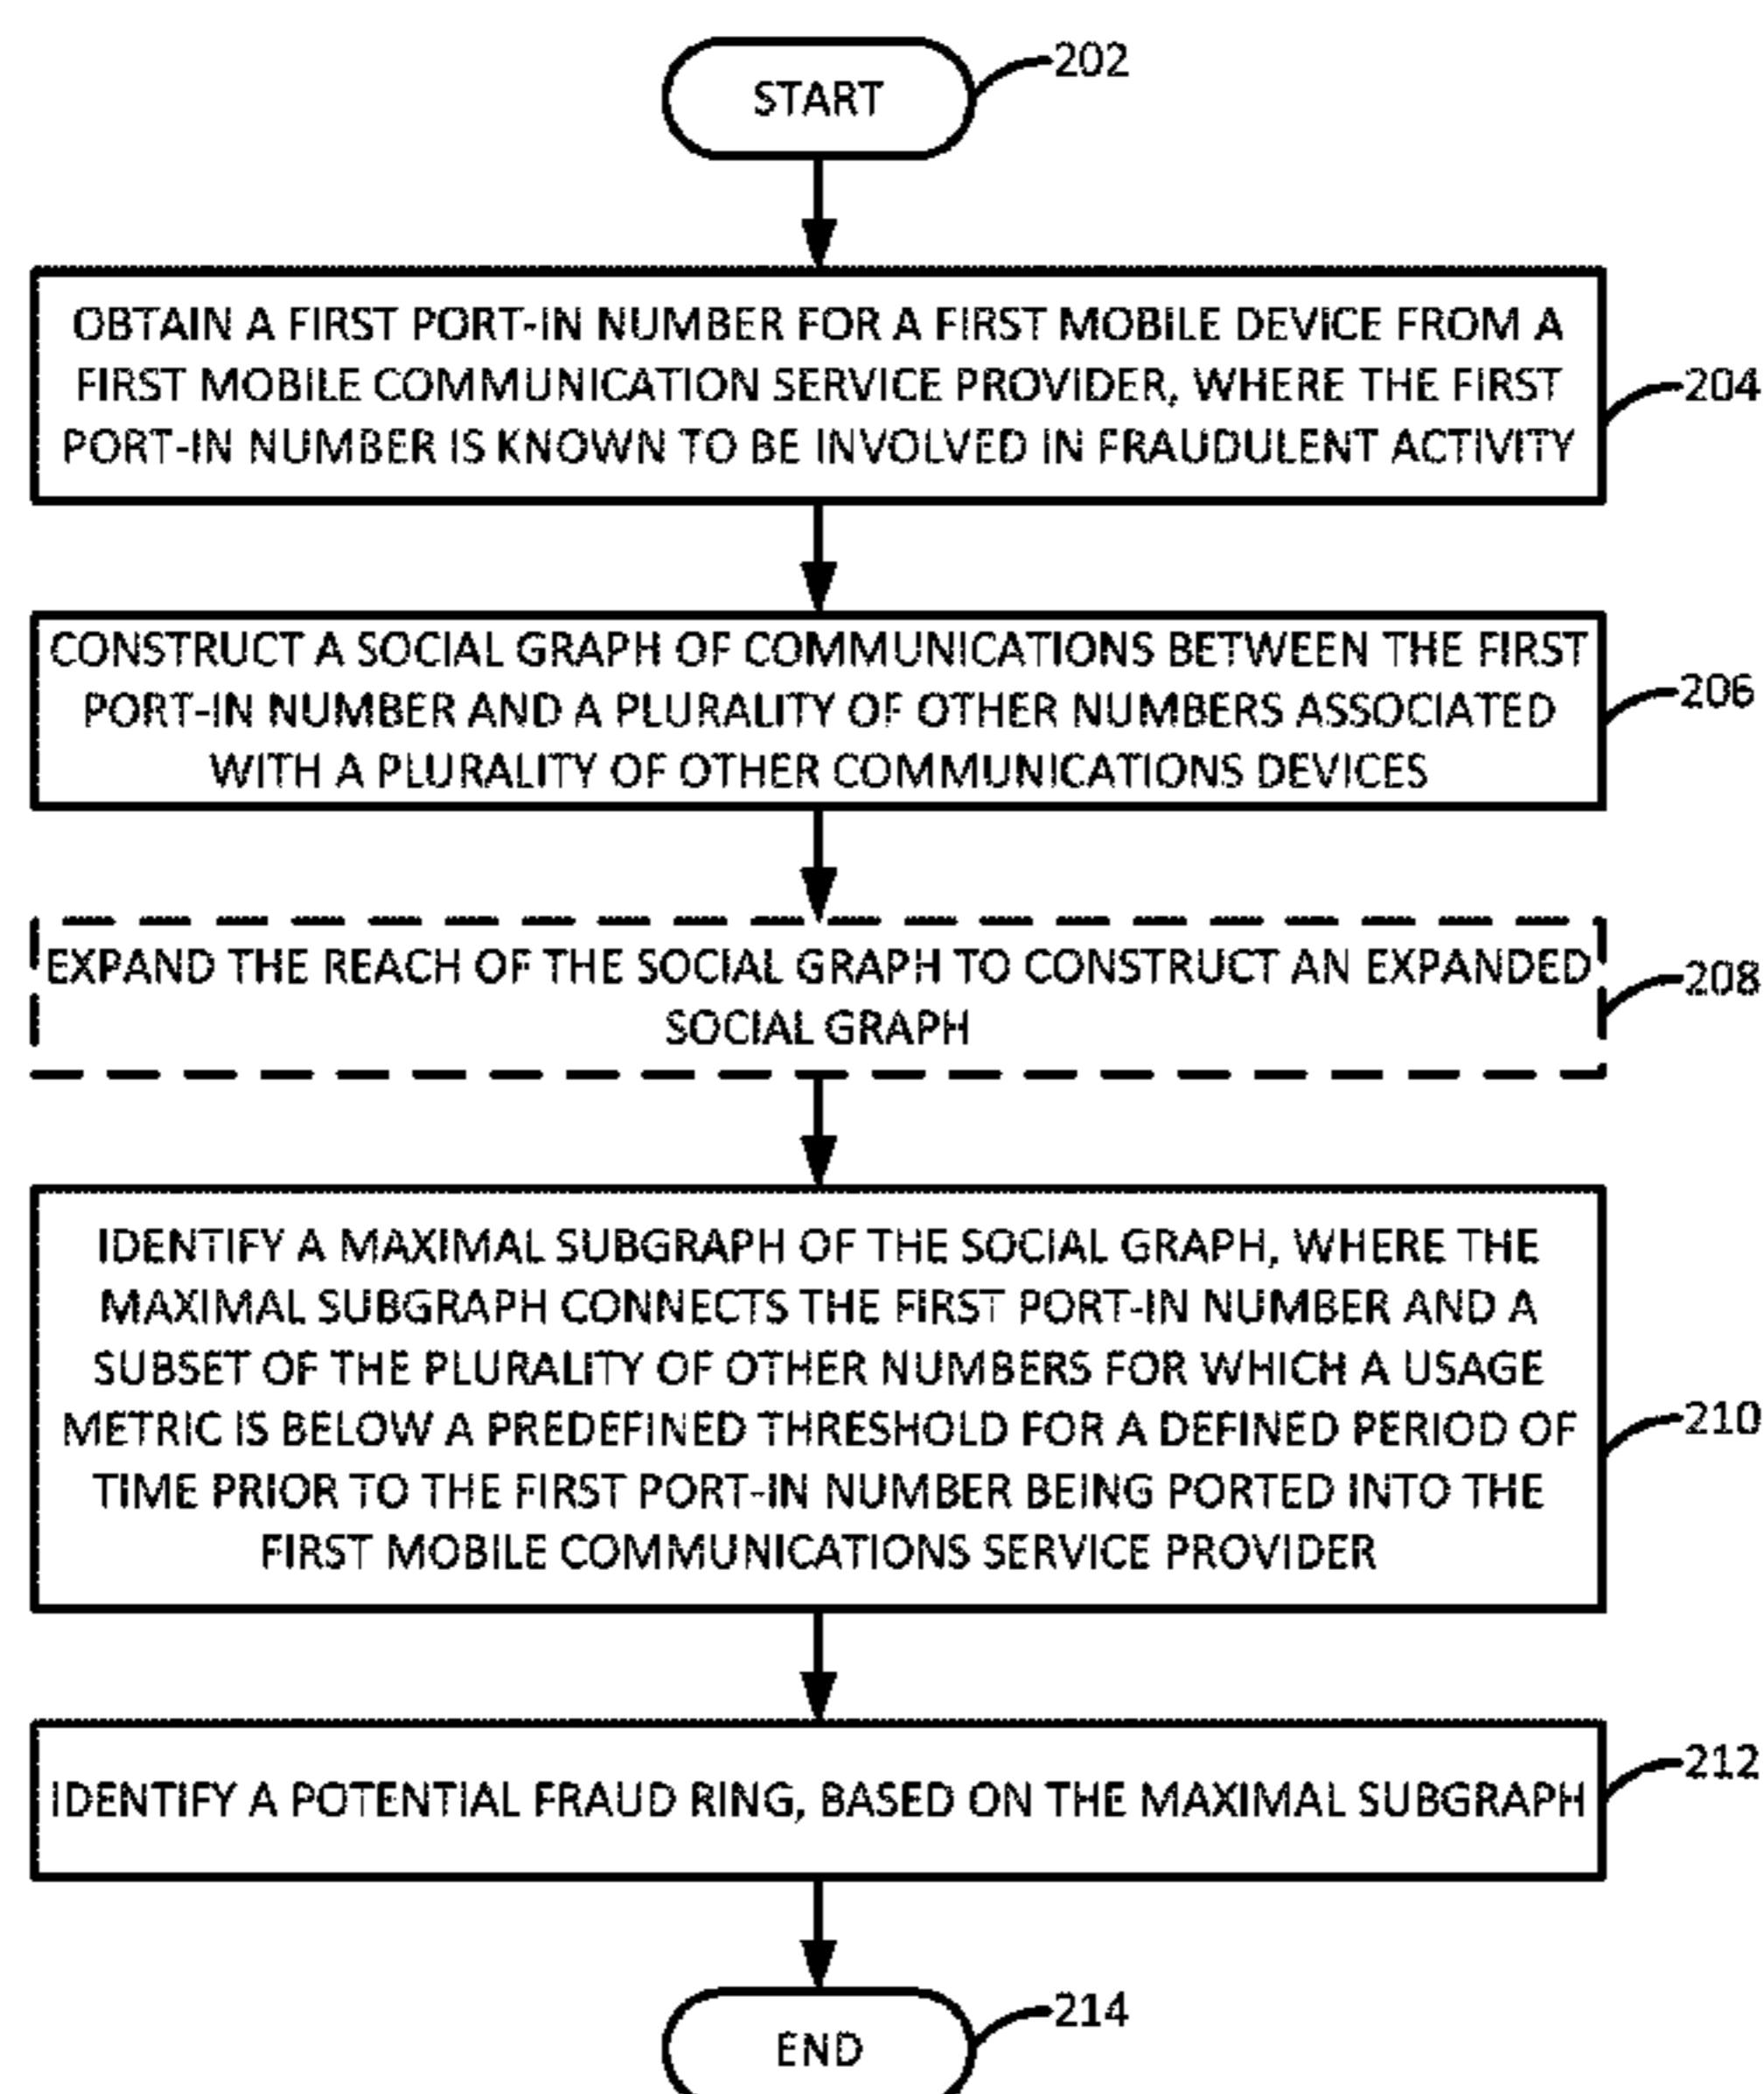 START
202
OBTAIN A FIRST PORT-IN NUMBER FOR A FIRST MOBILE DEVICE FROM A
FIRST MOBILE COMMUNICATION SERVICE PROVIDER, WHERE THE FIRST
PORT-IN NUMBER IS KNOWN TO BE INVOLVED IN FRAUDULENT ACTIVITY
204
CONSTRUCT A SOCIAL GRAPH OF COMMUNICATIONS BETWEEN THE FIRST
PORT-IN NUMBER AND A PLURALITY OF OTHER NUMBERS ASSOCIATED
WITH A PLURALITY OF OTHER COMMUNICATIONS DEVICES
206
EXPAND THE REACH OF THE SOCIAL GRAPH TO CONSTRUCT AN EXPANDED
SOCIAL GRAPH
208
IDENTIFY A MAXIMAL SUBGRAPH OF THE SOCIAL GRAPH, WHERE THE
MAXIMAL SUBGRAPH CONNECTS THE FIRST PORT-IN NUMBER AND A
SUBSET OF THE PLURALITY OF OTHER NUMBERS FOR WHICH A USAGE
METRIC IS BELOW A PREDEFINED THRESHOLD FOR A DEFINED PERIOD OF
TIME PRIOR TO THE FIRST PORT-IN NUMBER BEING PORTED INTO THE
FIRST MOBILE COMMUNICATIONS SERVICE PROVIDER
210
IDENTIFY A POTENTIAL FRAUD RING, BASED ON THE MAXIMAL SUBGRAPH
212
END
214